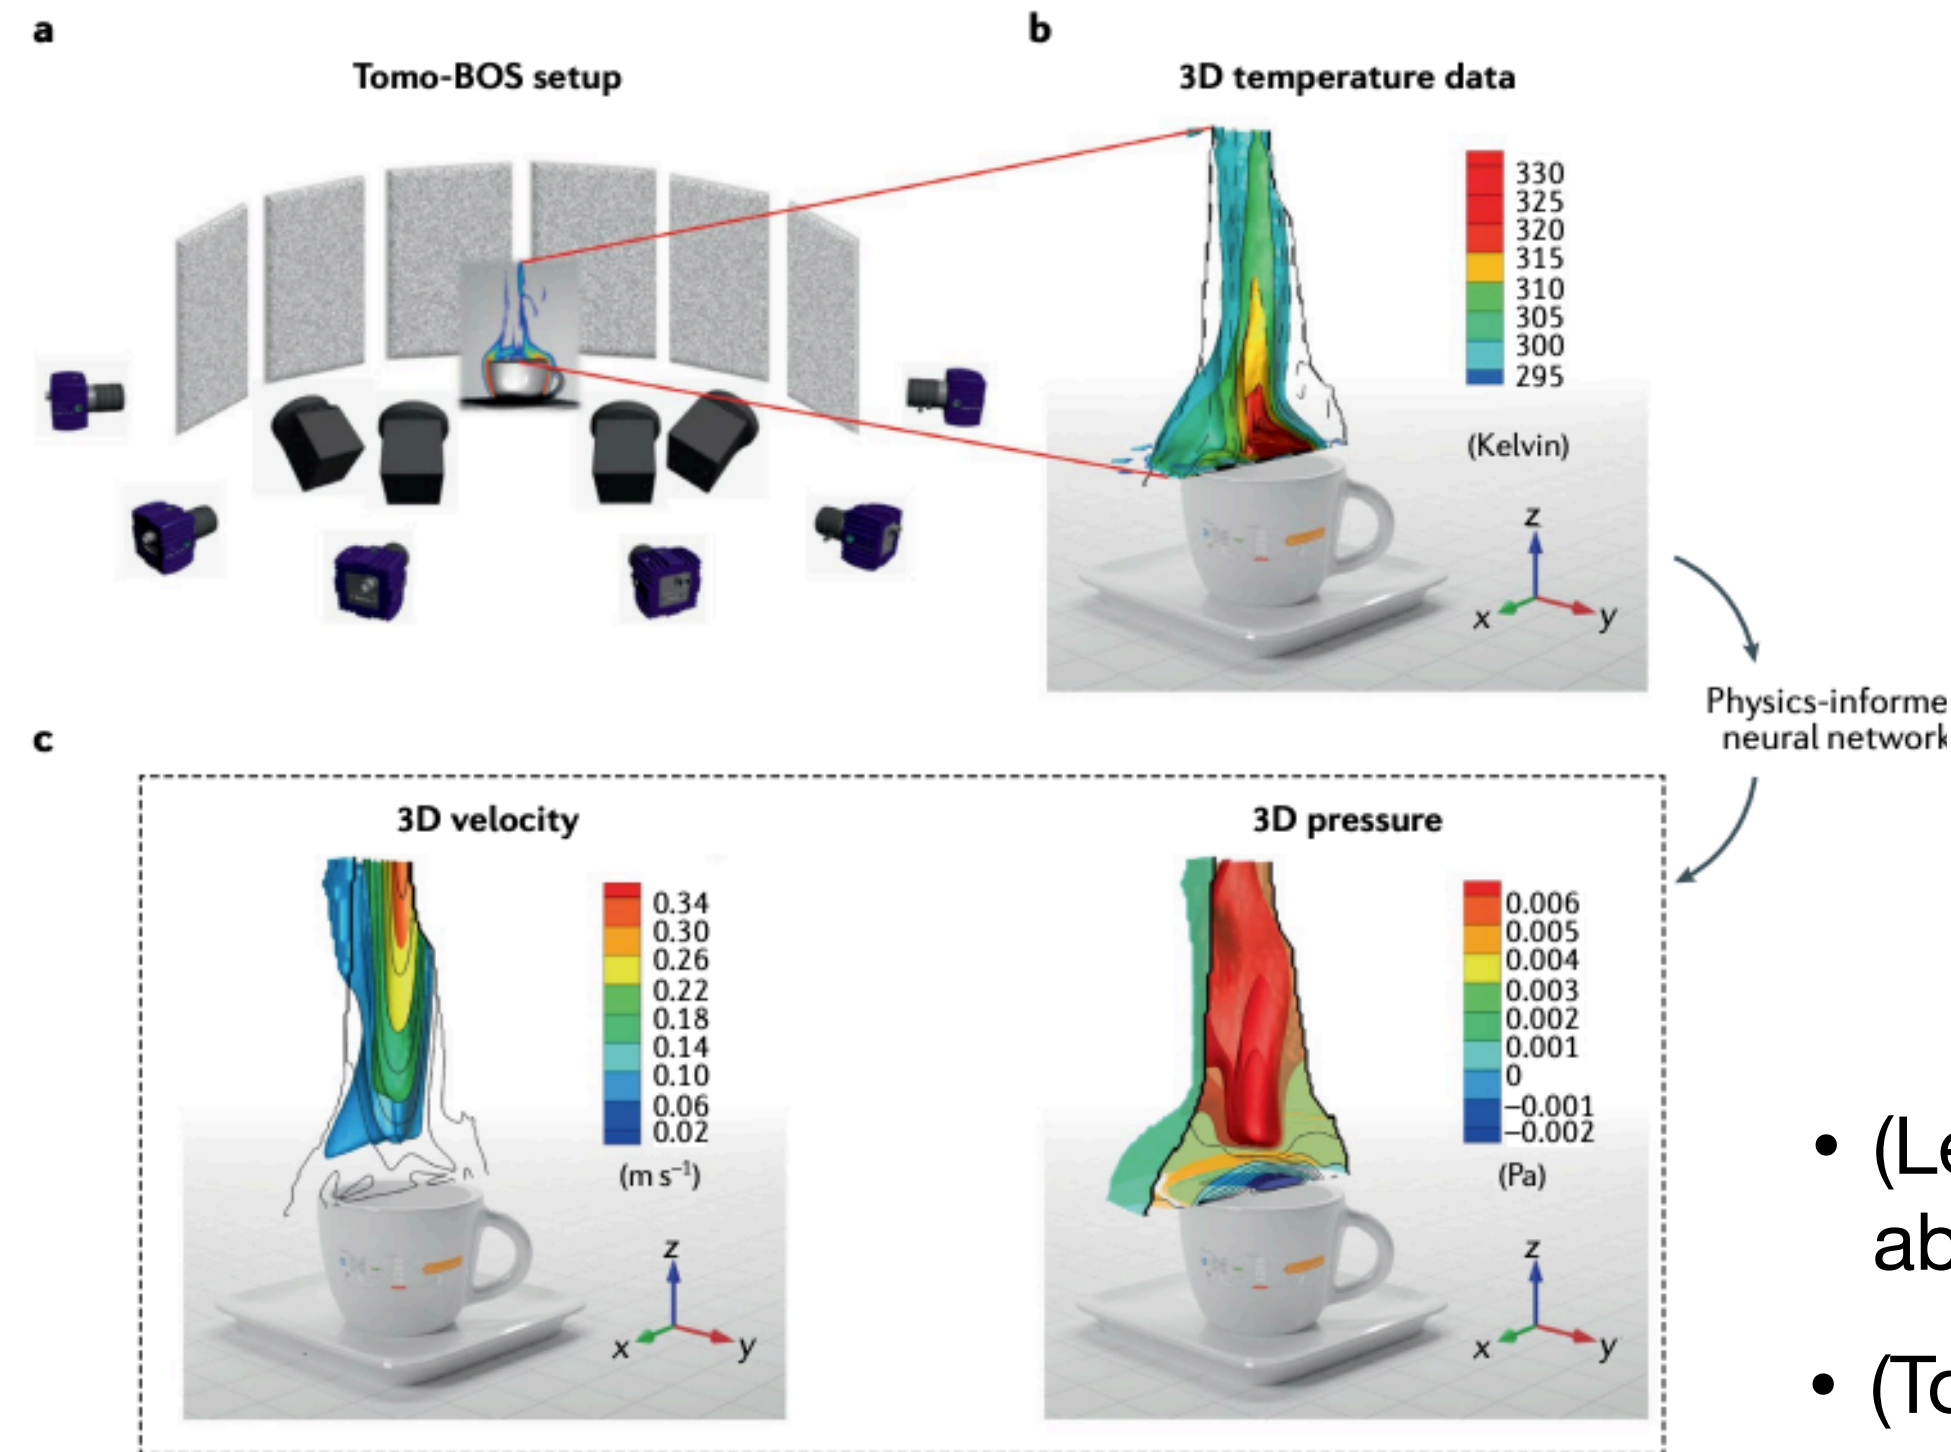 a
Tomo-BOS setup
b
3D temperature data
330
325
320
315
310
305
300
295
(Kelvin)
z
x
y
Physics-informe
neural network
c
3D velocity
0.34
0.30
0.26
0.22
0.18
0.14
0.10
0.06
0.02
(m s⁻¹)
z
x
y
3D pressure
0.006
0.005
0.004
0.003
0.002
0.001
0
−0.001
−0.002
(Pa)
z
x
y
• (Le
ab
• (To